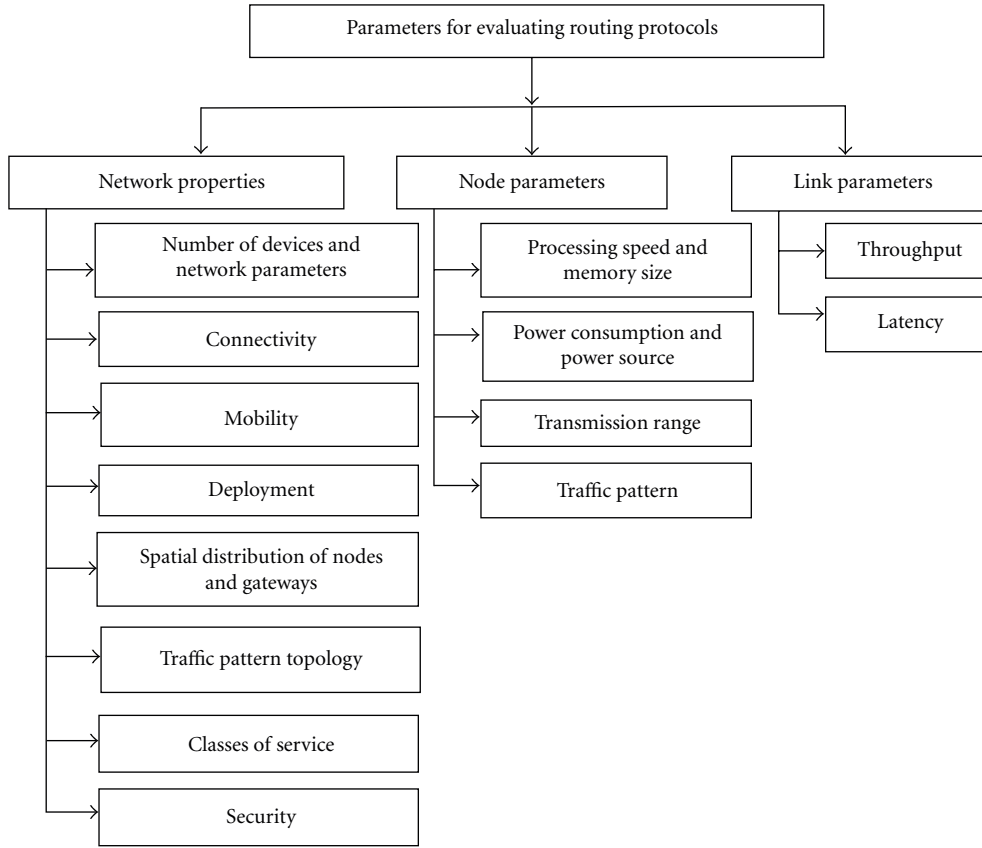 Parameters for evaluating routing protocols
Network properties
Number of devices and
network parameters
Connectivity
Mobility
Deployment
Spatial distribution of nodes
and gateways
Traffic pattern topology
Classes of service
Security
Node parameters
Processing speed and
memory size
Power consumption and
power source
Transmission range
Traffic pattern
Link parameters
Throughput
Latency